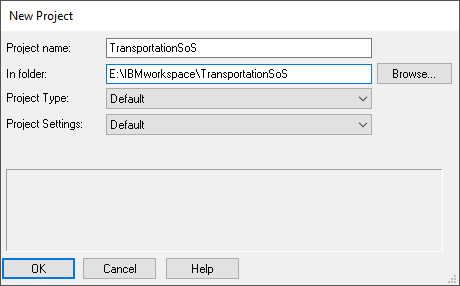 New Project
Project name: TransportationSoS
In folder: E:\IBMworkspace\TransportationSoS Browse...
Project Type: Default
Project Settings: Default
OK Cancel Help